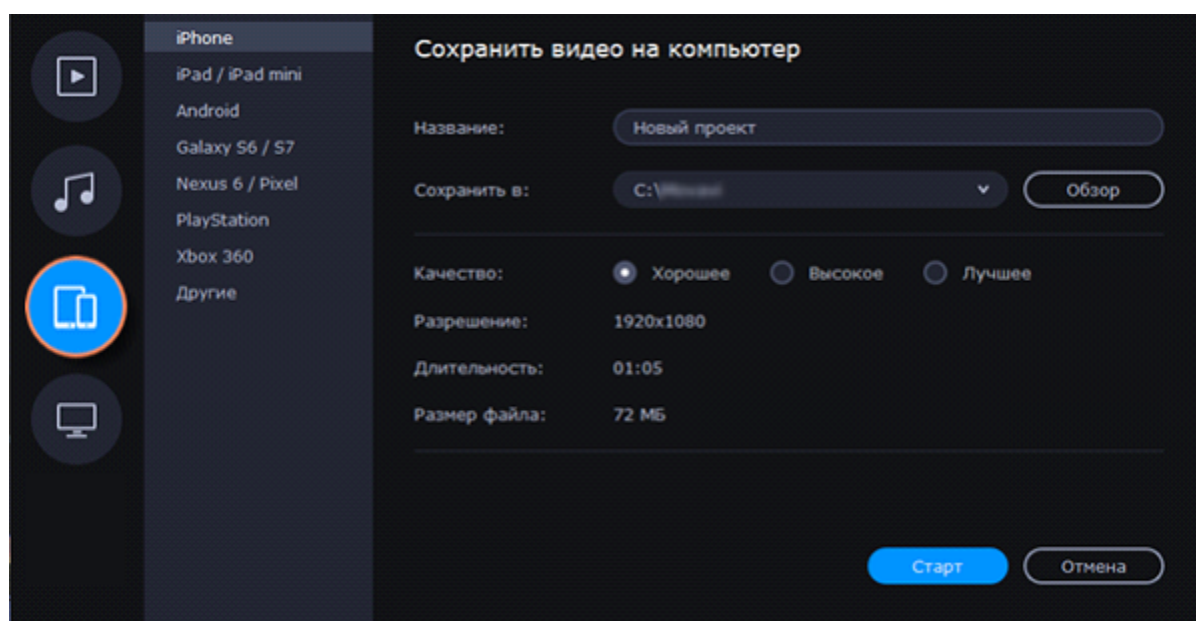 iPhone
iPad / iPad mini
Android
Galaxy S6 / S7
Nexus 6 / Pixel
PlayStation
Xbox 360
Другие
Сохранить видео на компьютер
Название: Новый проект
Сохранить в: C:\ Обзор
Качество: Хорошее Высокое Лучшее
Разрешение: 1920x1080
Длительность: 01:05
Размер файла: 72 МБ
Старт Отмена